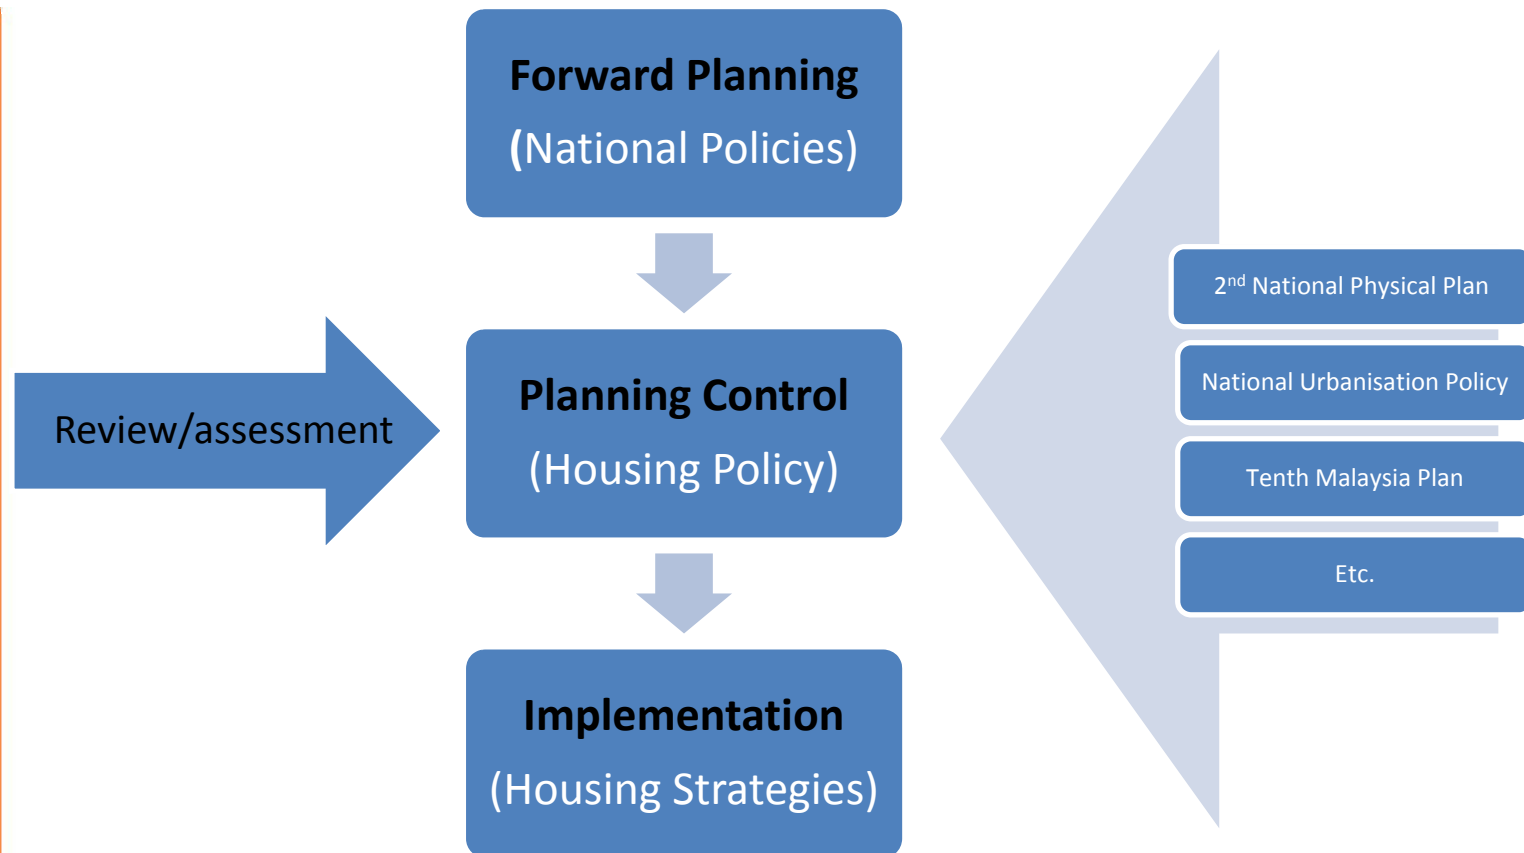 Forward Planning
(National Policies)
2nd National Physical Plan
National Urbanisation Policy
Review/assessment
Planning Control
(Housing Policy)
Tenth Malaysia Plan
Etc.
Implementation
(Housing Strategies)